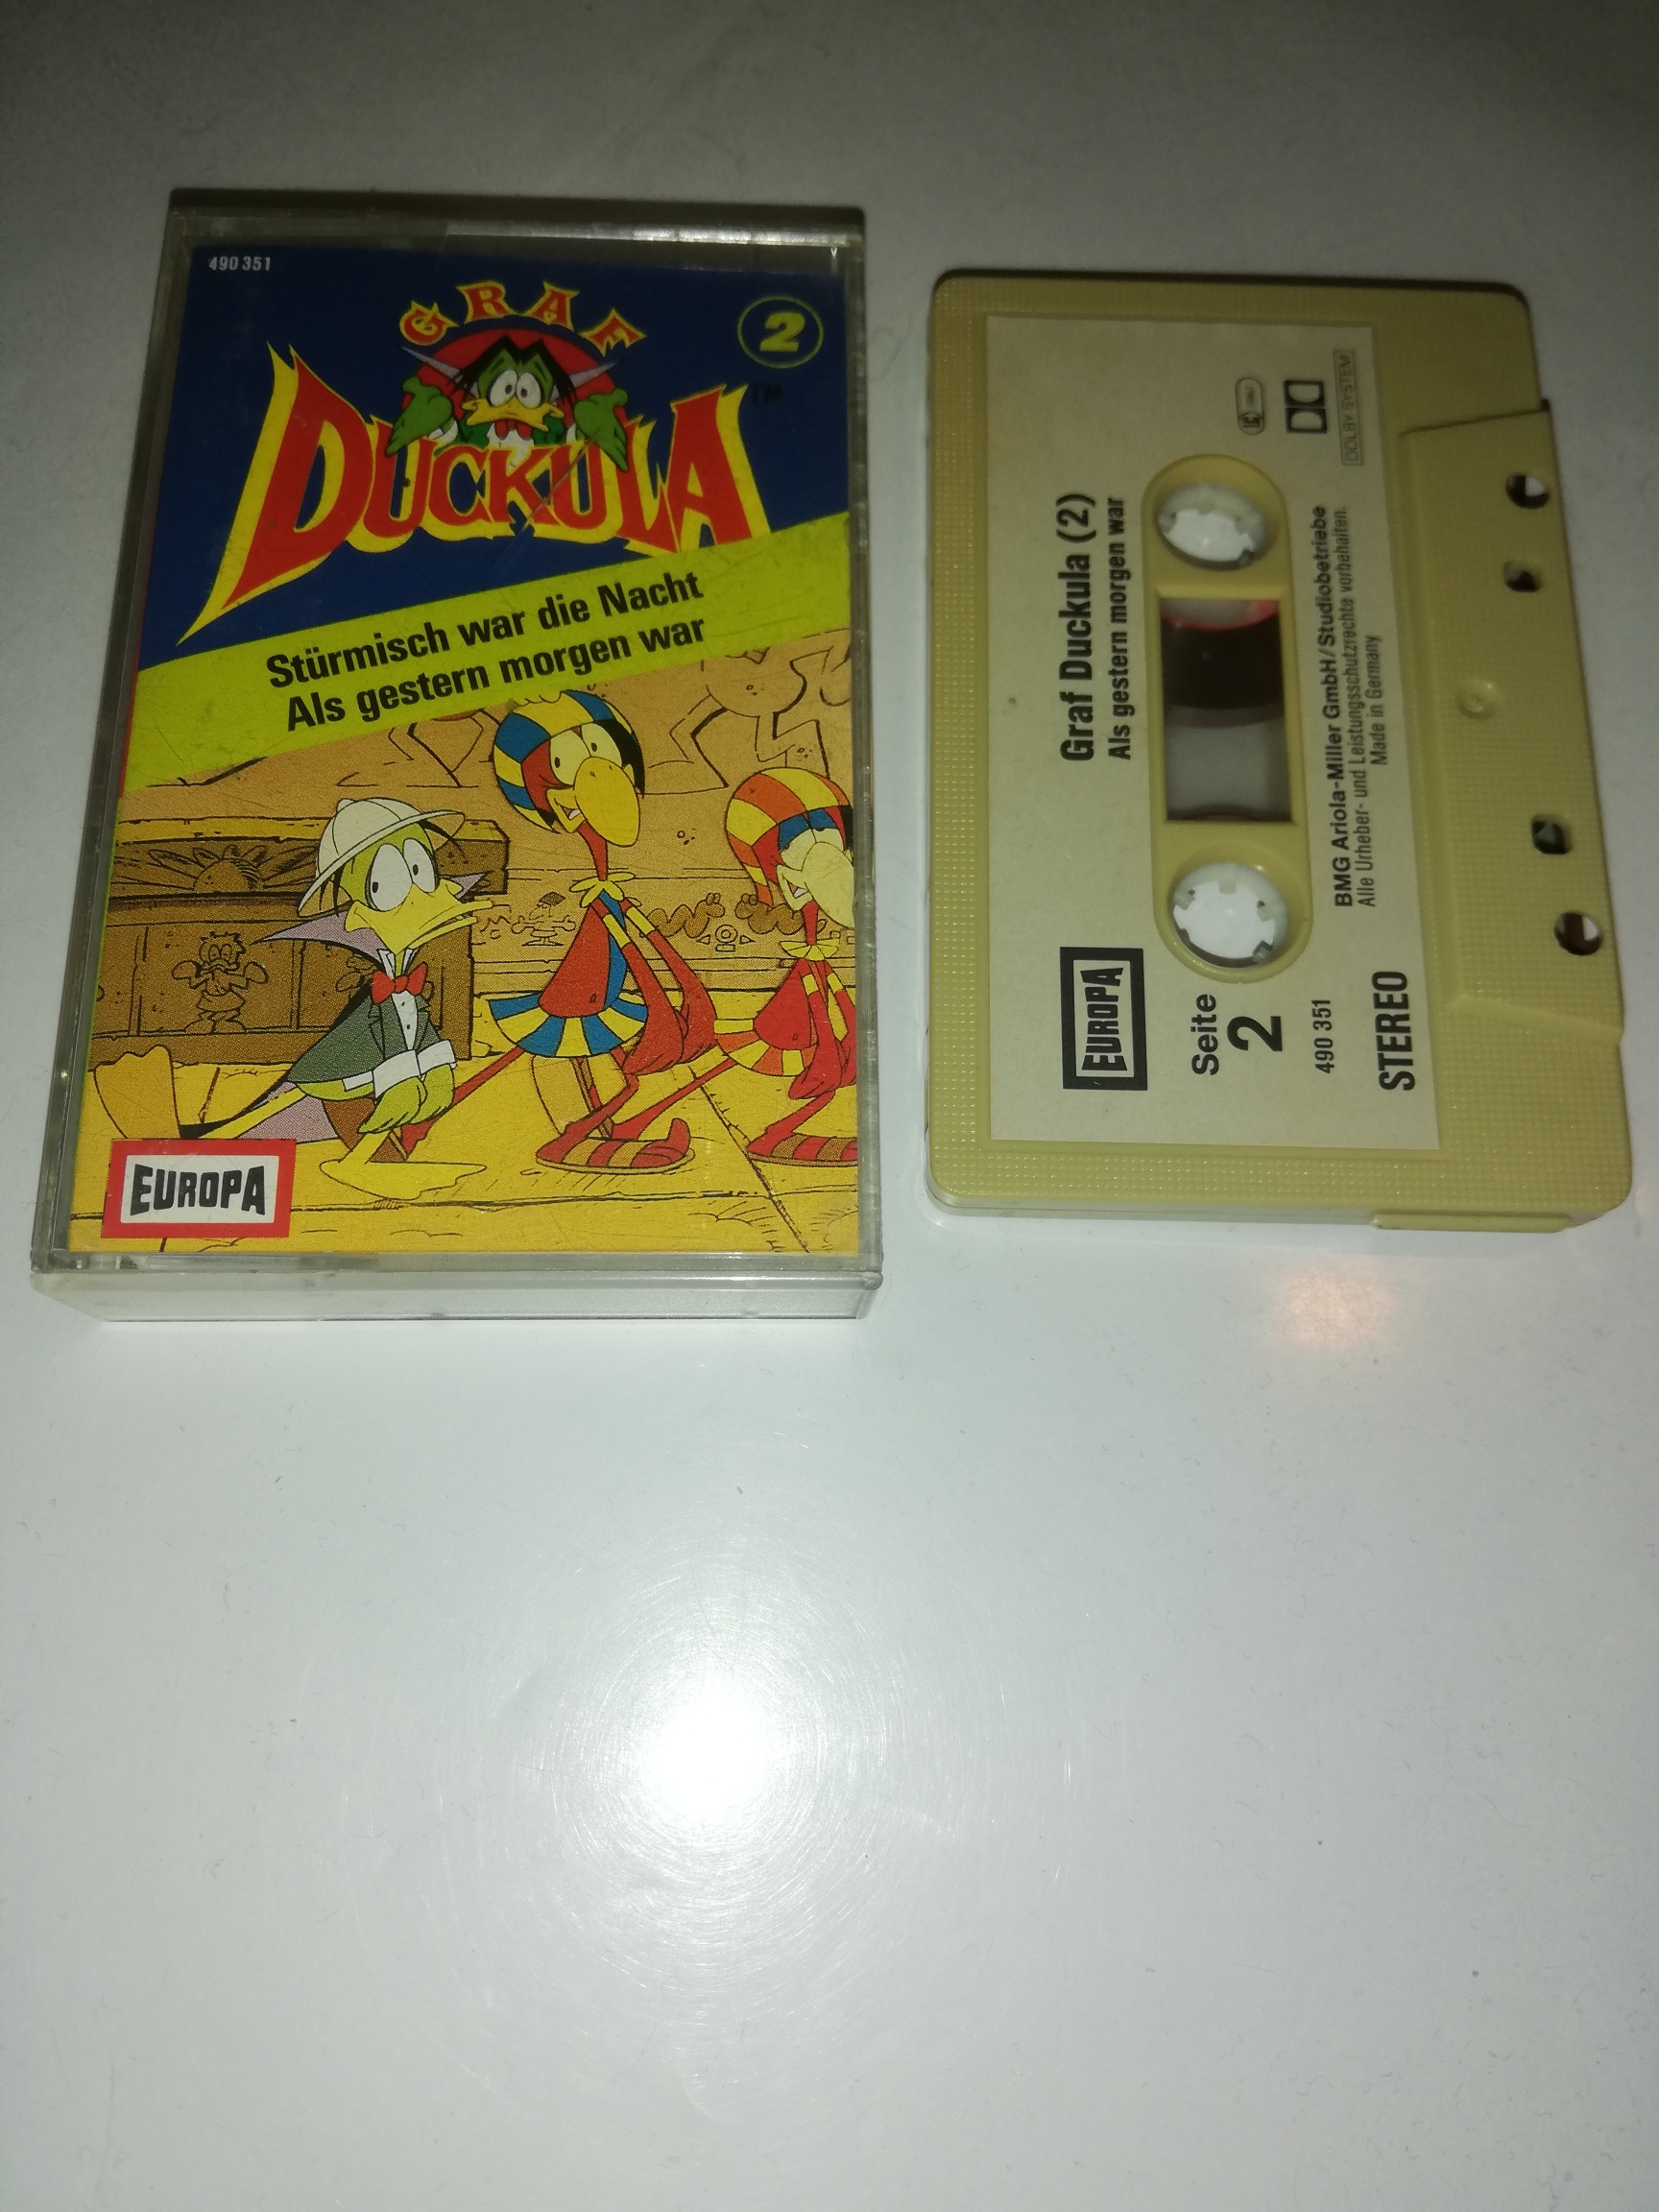 490 351
GRAF
2
DUCKULA
TM
Stürmisch war die Nacht
Als gestern morgen war
EUROPA
Graf Duckula (2)
Als gestern morgen war
DOLBY SYSTEM
EUROPA
Seite
2
490 351
STEREO
BMG Ariola-Miller GmbH/Studiobetriebe
Alle Urheber- und Leistungsschutzrechte vorbehalten.
Made in Germany